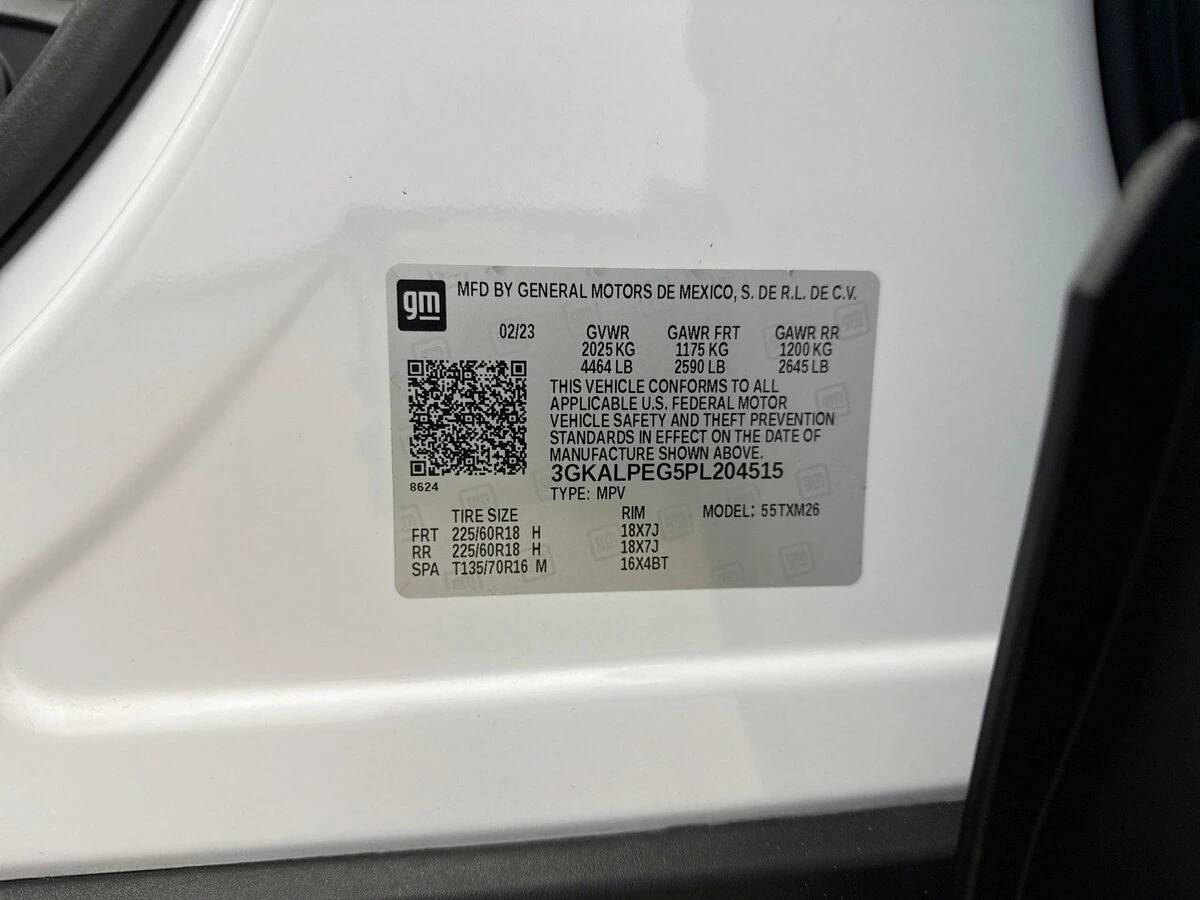 gm
MFD BY GENERAL MOTORS DE MEXICO, S. DE R.L. DE C.V.
02/23 GVWR GAWR FRT GAWR RR
2025 KG 1175 KG 1200 KG
4464 LB 2590 LB 2645 LB
THIS VEHICLE CONFORMS TO ALL
APPLICABLE U.S. FEDERAL MOTOR
VEHICLE SAFETY AND THEFT PREVENTION
STANDARDS IN EFFECT ON THE DATE OF
MANUFACTURE SHOWN ABOVE.
3GKALPEG5PL204515
8624
TYPE: MPV
TIRE SIZE RIM MODEL: 55TXM26
FRT 225/60R18 H 18X7J
RR 225/60R18 H 18X7J
SPA T135/70R16 M 16X4BT